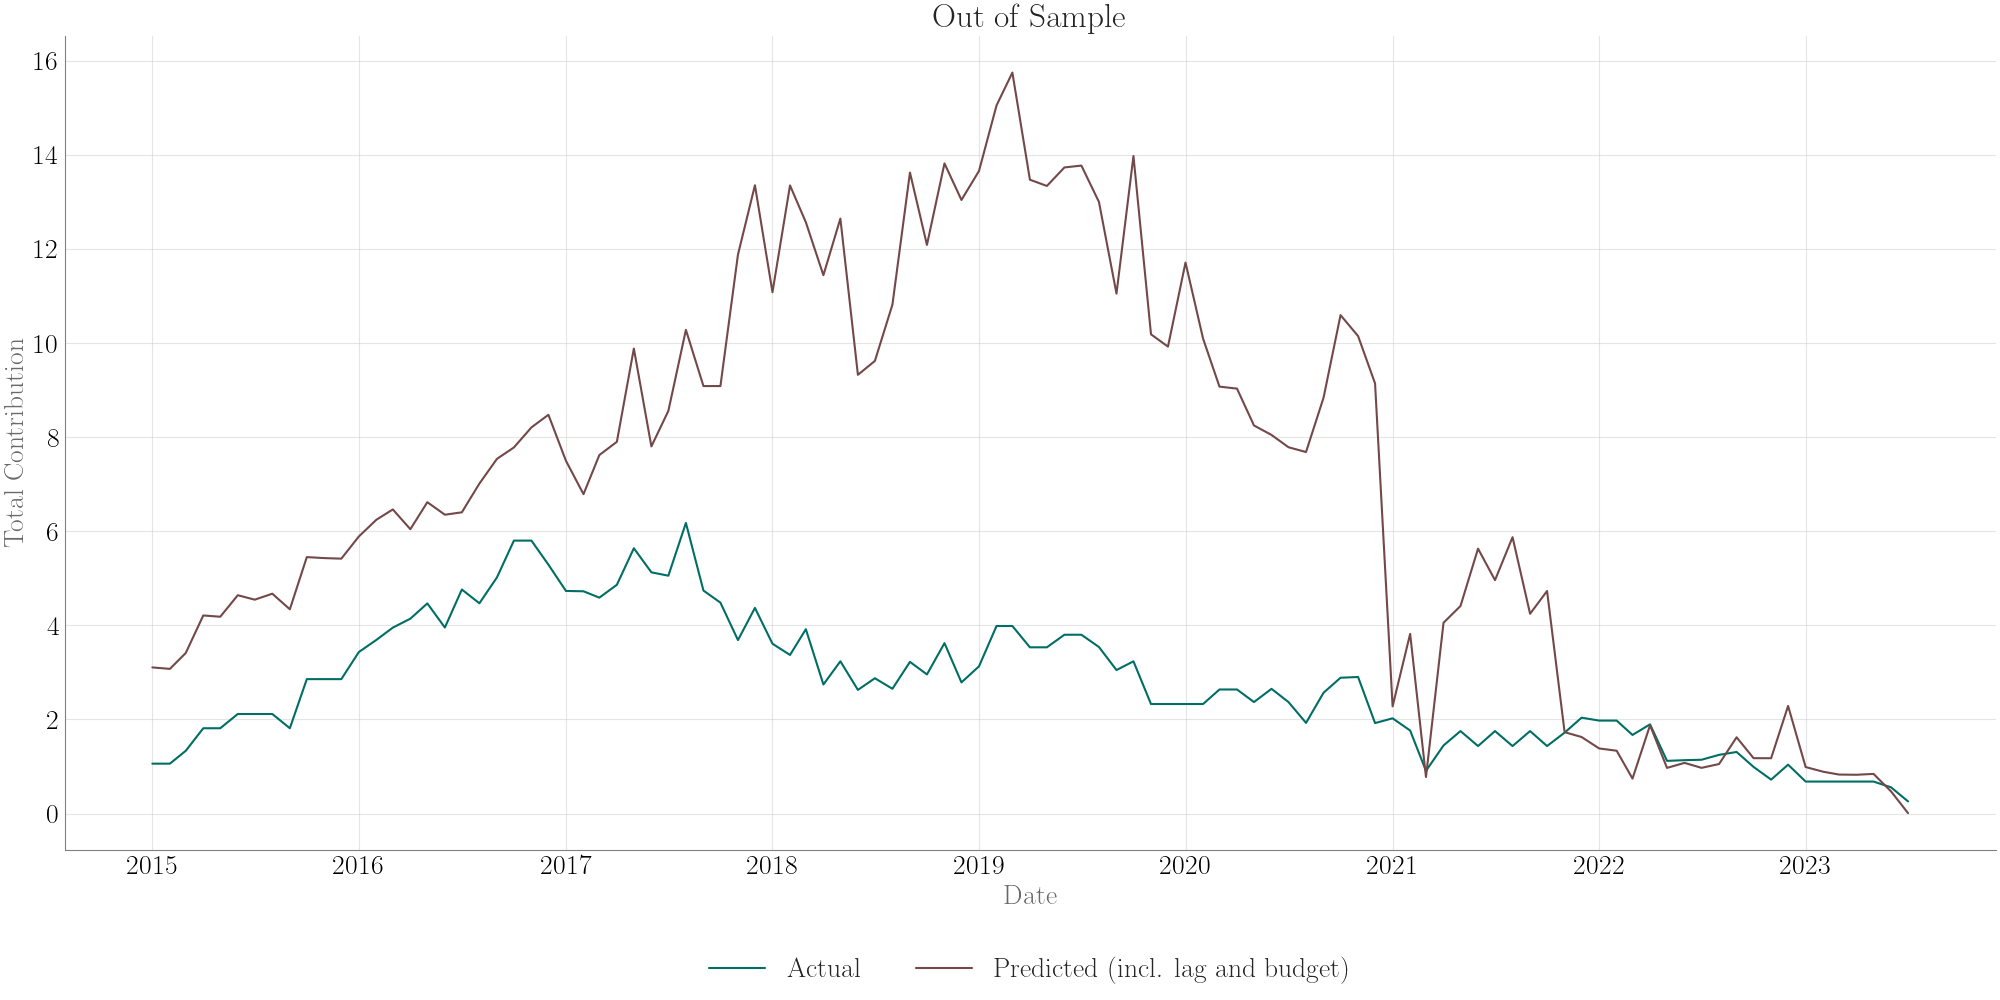 Out of Sample
16
14
12
10
8
6
4
2
0
Total Contribution
2015 2016 2017 2018 2019 2020 2021 2022 2023
Date
Actual Predicted (incl. lag and budget)